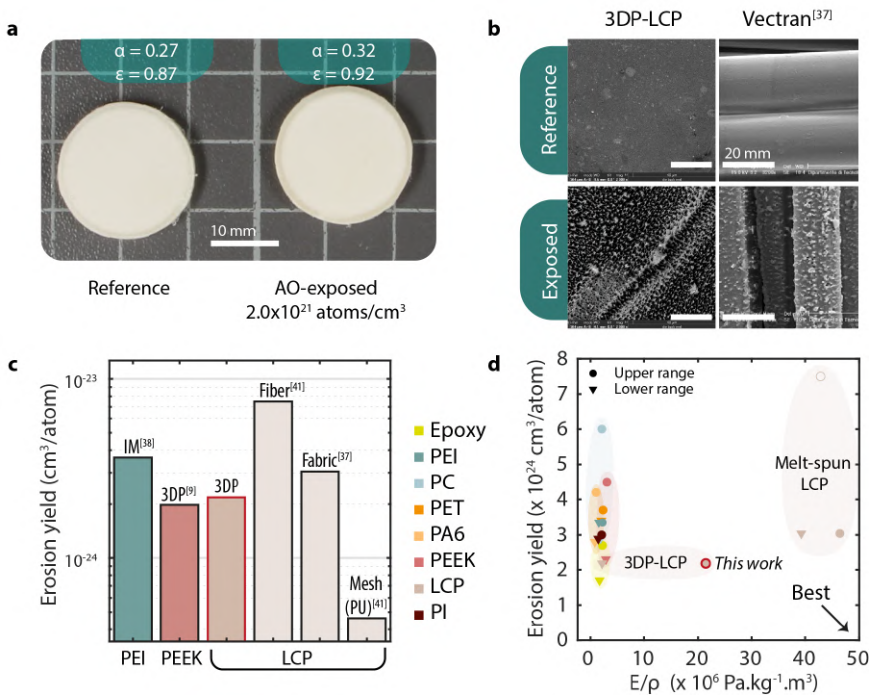 a
α = 0.27
ε = 0.87
α = 0.32
ε = 0.92
10 mm
Reference
AO-exposed
2.0x10²¹ atoms/cm³
b
3DP-LCP
Vectran[37]
Reference
20 mm
Exposed
c
Erosion yield (cm³/atom)
10⁻²³
10⁻²⁴
IM[38]
3DP[9]
3DP
Fiber[41]
Fabric[37]
Mesh
(PU)[41]
PEI
PEEK
LCP
Epoxy
PEI
PC
PET
PA6
PEEK
LCP
PI
d
Erosion yield (x 10²⁴ cm³/atom)
8
7
6
5
4
3
2
1
0
Upper range
Lower range
Melt-spun
LCP
3DP-LCP
This work
Best
0
10
20
30
40
50
E/ρ (x 10⁶ Pa.kg⁻¹.m³)